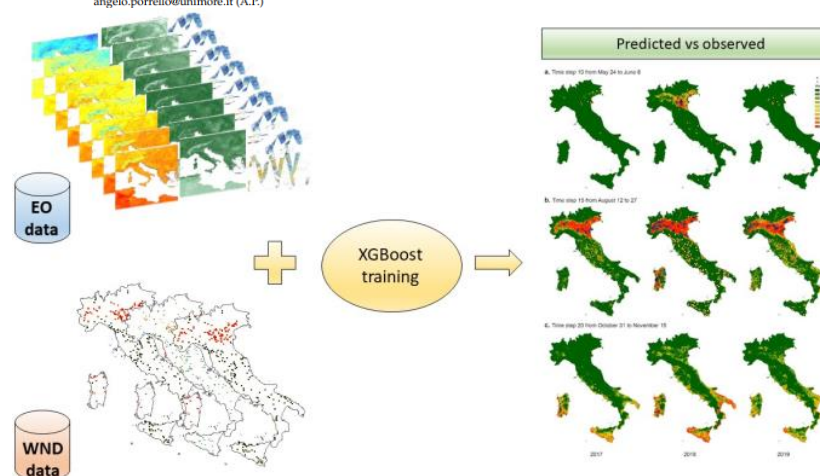 angelo.porrello@unimore.it (A.P.)
Predicted vs observed
a. Time step 10 from May 24 to June 8
EO
data
b. Time step 15 from August 12 to 27
XGBoost
training
c. Time step 20 from October 31 to November 15
WND
data
2017
2018
2019